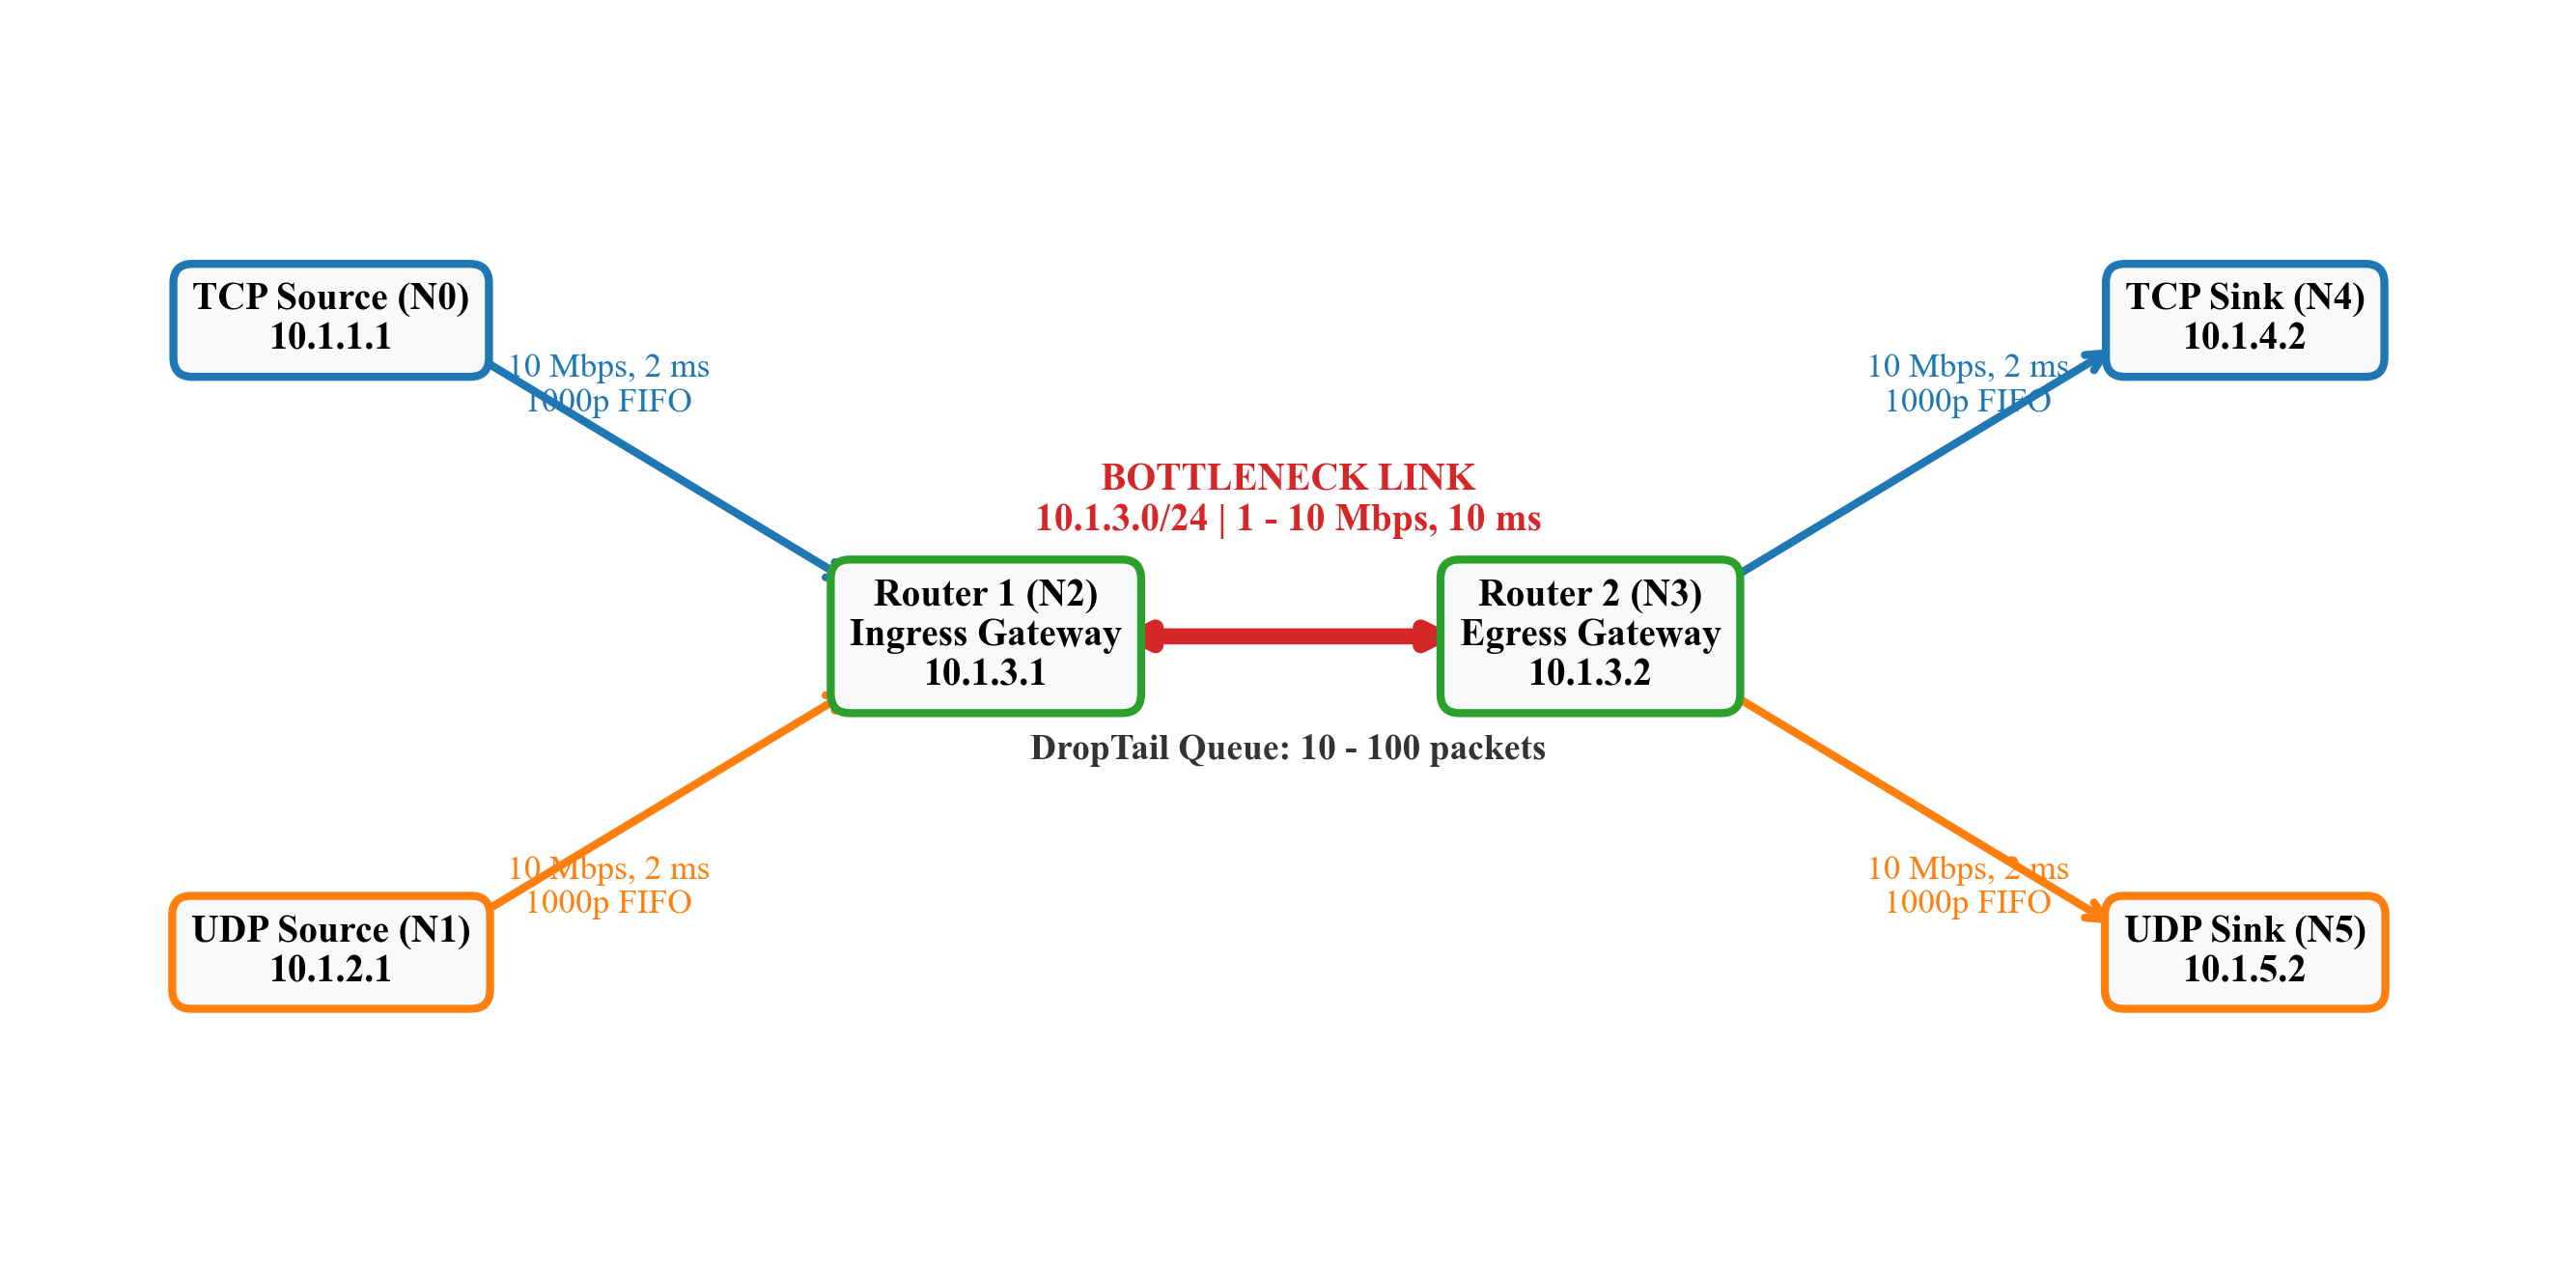 TCP Source (N0)
10.1.1.1
TCP Sink (N4)
10.1.4.2
10 Mbps, 2 ms
1000p FIFO
10 Mbps, 2 ms
1000p FIFO
BOTTLENECK LINK
10.1.3.0/24 | 1 - 10 Mbps, 10 ms
Router 1 (N2)
Ingress Gateway
10.1.3.1
Router 2 (N3)
Egress Gateway
10.1.3.2
DropTail Queue: 10 - 100 packets
10 Mbps, 2 ms
1000p FIFO
10 Mbps, 2 ms
1000p FIFO
UDP Source (N1)
10.1.2.1
UDP Sink (N5)
10.1.5.2